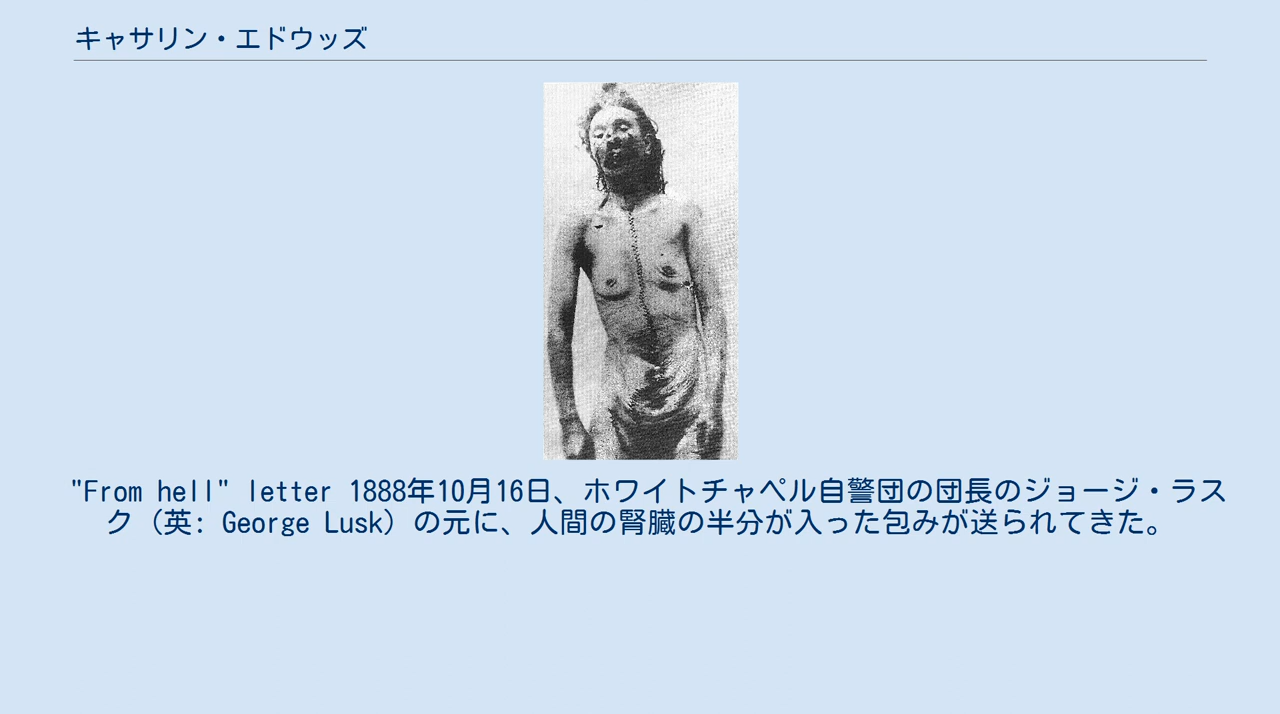 キャサリン・エドウッズ
"From hell" letter 1888年10月16日、ホワイトチャペル自警団の団長のジョージ・ラス
ク（英: George Lusk）の元に、人間の腎臓の半分が入った包みが送られてきた。